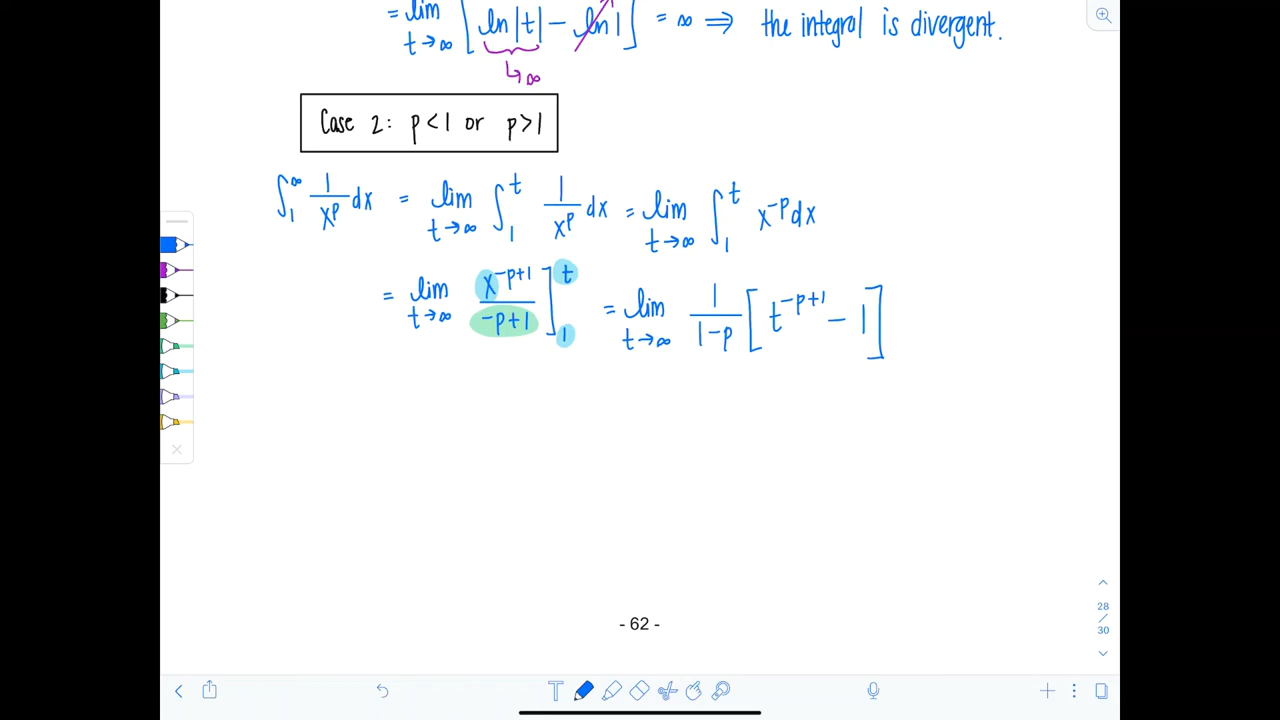 = lim t→∞ [ ln|t| − ln 1 ] = ∞ ⟹ the integral is divergent.
↳ ∞
Case 2: p < 1 or p > 1
∫₁^∞ 1/x^p dx = lim t→∞ ∫₁^t 1/x^p dx = lim t→∞ ∫₁^t x^-p dx
= lim t→∞ x^-p+1 / -p+1 ]₁^t = lim t→∞ 1/1-p [ t^-p+1 − 1 ]
28
/
30
- 62 -
T